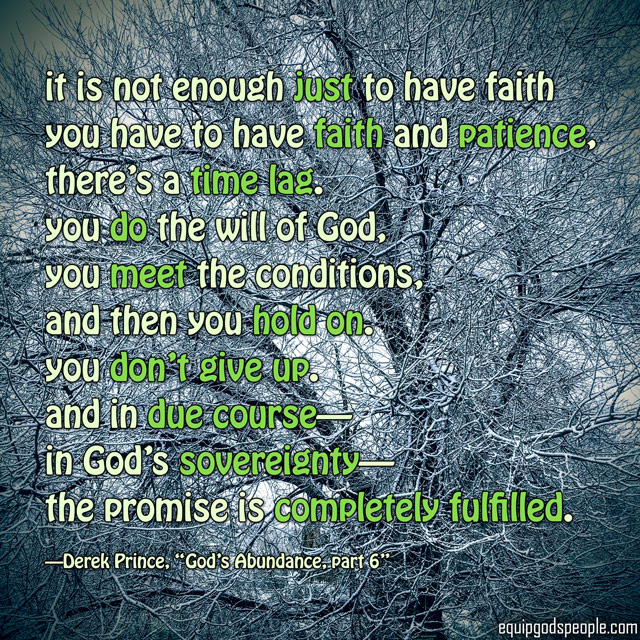 it is not enough just to have faith
you have to have faith and patience,
there's a time lag.
you do the will of God,
you meet the conditions,
and then you hold on.
you don't give up.
and in due course—
in God's sovereignty—
the promise is completely fulfilled.
—Derek Prince, “God's Abundance, part 6”
equipgodspeople.com